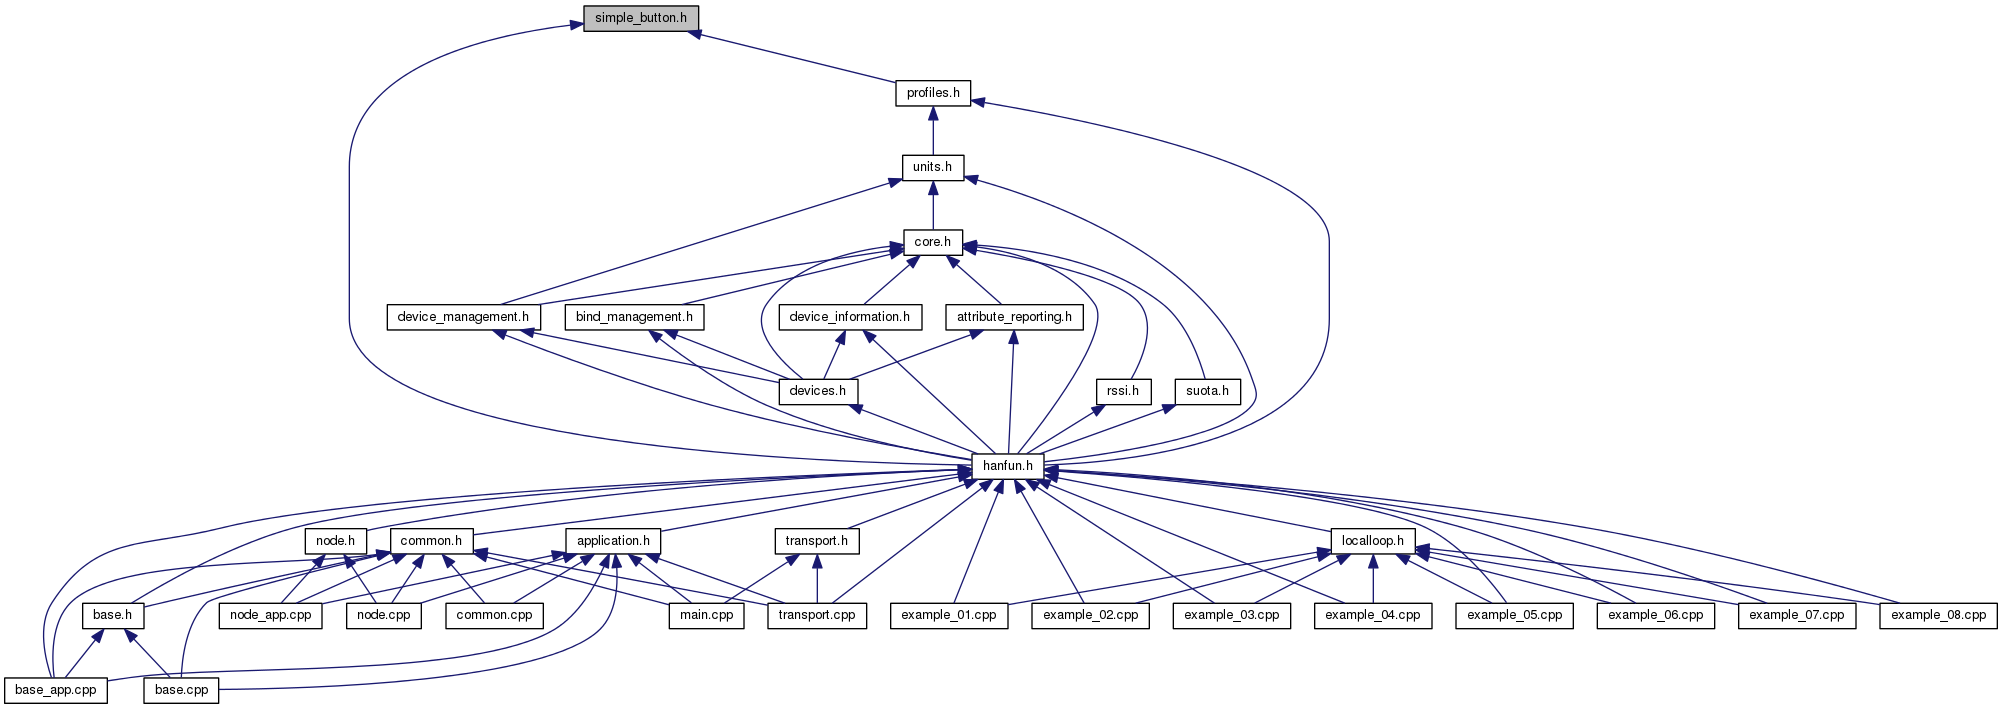 simple_button.h
profiles.h
units.h
core.h
device_management.h
bind_management.h
device_information.h
attribute_reporting.h
devices.h
rssi.h
suota.h
hanfun.h
node.h
common.h
application.h
transport.h
localloop.h
base.h
node_app.cpp
node.cpp
common.cpp
main.cpp
transport.cpp
example_01.cpp
example_02.cpp
example_03.cpp
example_04.cpp
example_05.cpp
example_06.cpp
example_07.cpp
example_08.cpp
base_app.cpp
base.cpp